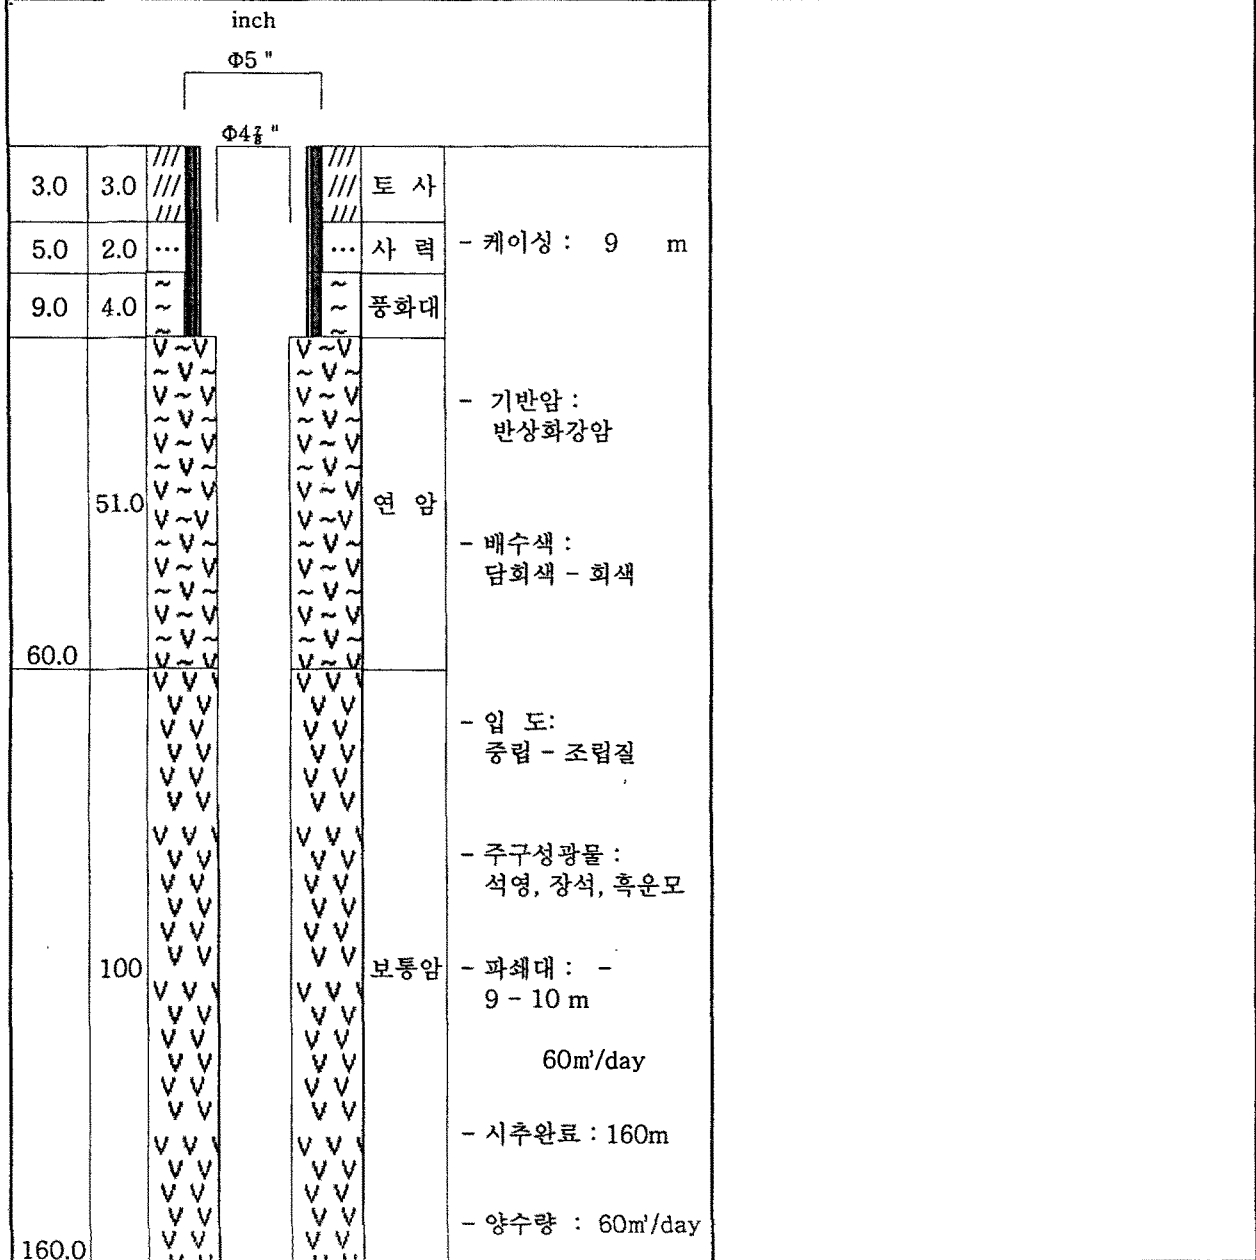 inch
Φ5 "
Φ4⅞ "
3.0 3.0 /// /// 토 사
5.0 2.0 ... ... 사 력 - 케이싱 : 9 m
9.0 4.0 풍화대
- 기반암 :
반상화강암
51.0 연 암
- 배수색 :
담회색 - 회색
60.0
- 입 도:
중립 - 조립질
- 주구성광물 :
석영, 장석, 흑운모
100 보통암 - 파쇄대 : -
9 - 10 m
60㎥/day
- 시추완료 : 160m
- 양수량 : 60㎥/day
160.0